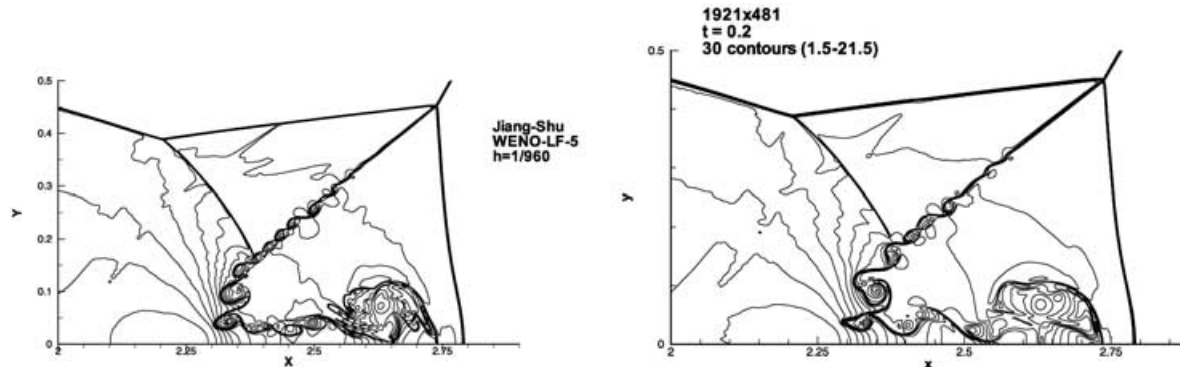 0.5
0.4
0.3
0.2
0.1
0
Y
2
2.25
2.5
2.75
X
Jiang-Shu
WENO-LF-5
h=1/960
1921x481
t = 0.2
30 contours (1.5-21.5)
0.5
y
0
2
2.25
2.5
2.75
x